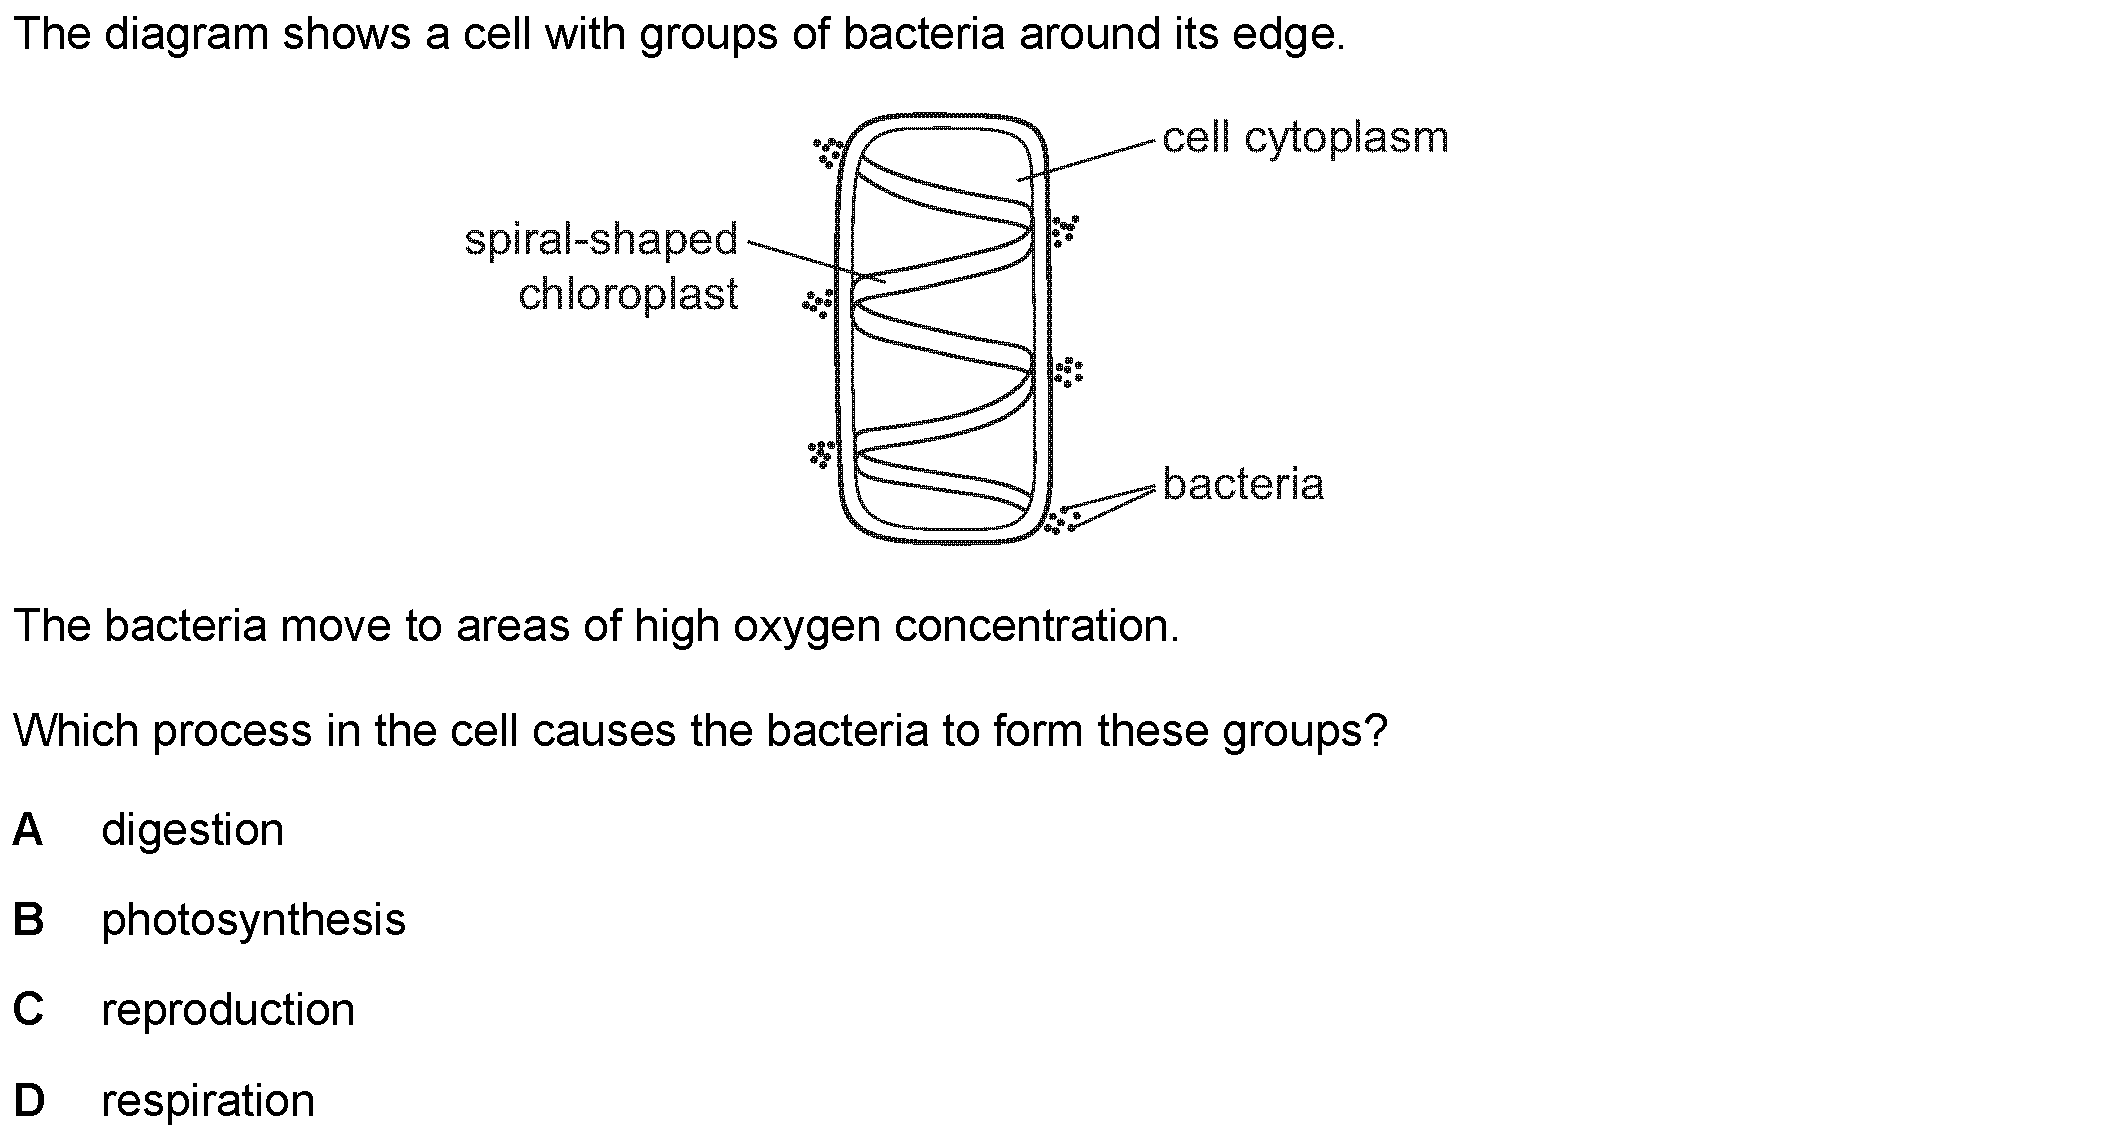 The diagram shows a cell with groups of bacteria around its edge.
cell cytoplasm
spiral-shaped
chloroplast
bacteria
The bacteria move to areas of high oxygen concentration.
Which process in the cell causes the bacteria to form these groups?
A digestion
B photosynthesis
C reproduction
D respiration